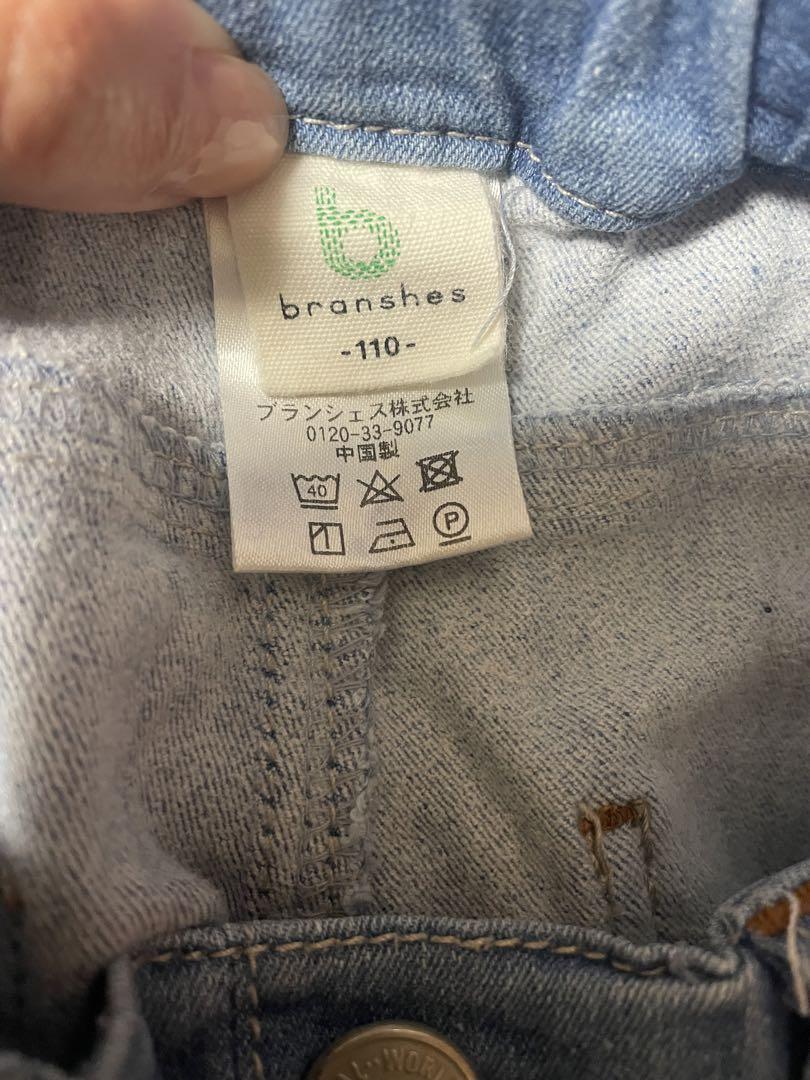 branshes
-110-
ブランシェス株式会社
0120-33-9077
中国製
40
P